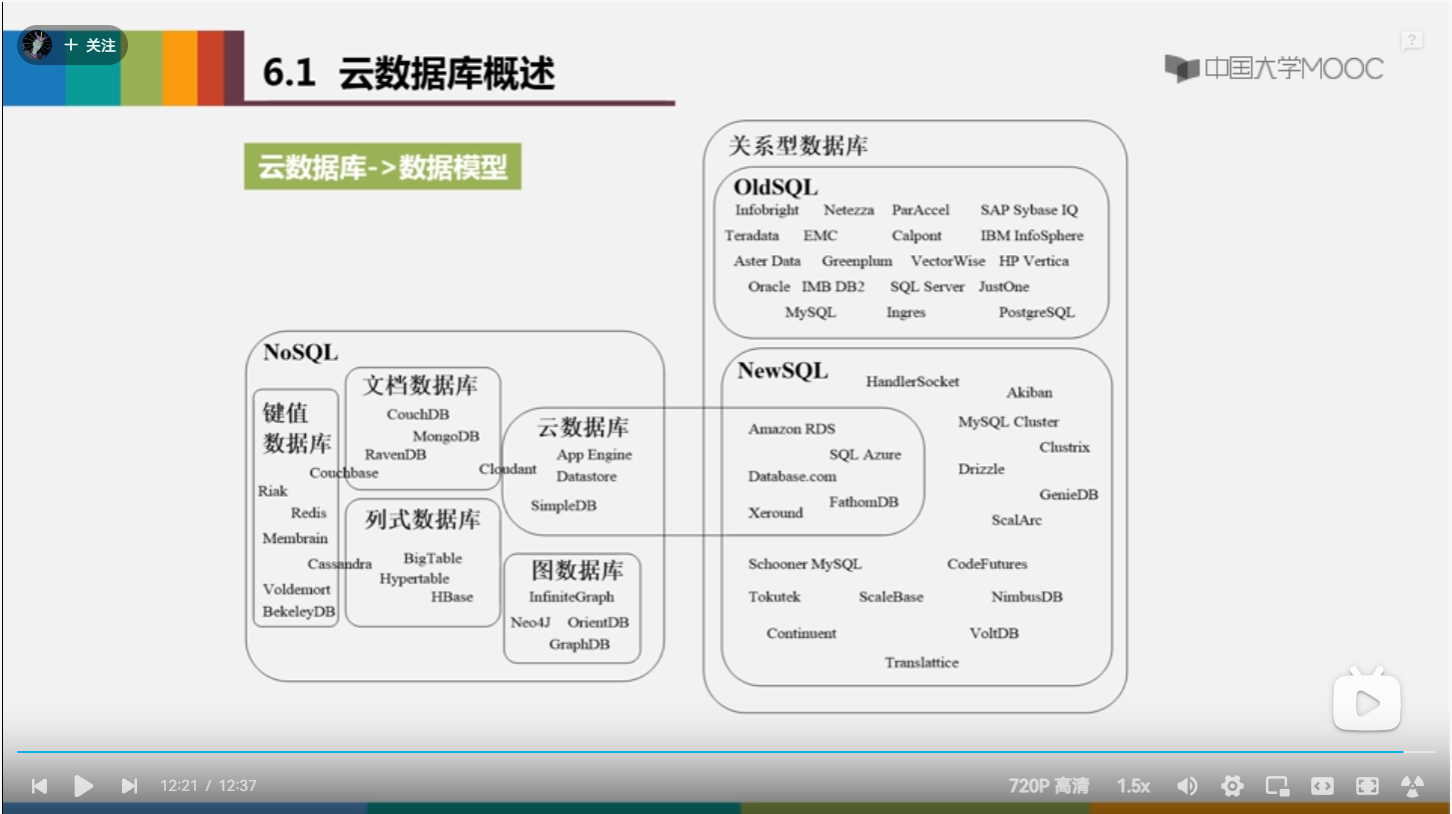 + 关注
6.1 云数据库概述
中国大学MOOC
?
云数据库->数据模型
关系型数据库
OldSQL
Infobright Netezza ParAccel SAP Sybase IQ
Teradata EMC Calpont IBM InfoSphere
Aster Data Greenplum VectorWise HP Vertica
Oracle IMB DB2 SQL Server JustOne
MySQL Ingres PostgreSQL
NoSQL
键值
数据库
Couchbase
Riak
Redis
Membrain
Cassandra
Voldemort
BekeleyDB
文档数据库
CouchDB
MongoDB
RavenDB
Cloudant
列式数据库
BigTable
Hypertable
HBase
云数据库
App Engine
Datastore
SimpleDB
图数据库
InfiniteGraph
Neo4J OrientDB
GraphDB
NewSQL
HandlerSocket
Akiban
Amazon RDS
MySQL Cluster
SQL Azure
Clustrix
Database.com
Drizzle
FathomDB
GenieDB
Xeround
ScalArc
Schooner MySQL CodeFutures
Tokutek ScaleBase NimbusDB
Continuent VoltDB
Translattice
12:21 / 12:37
720P 高清 1.5x